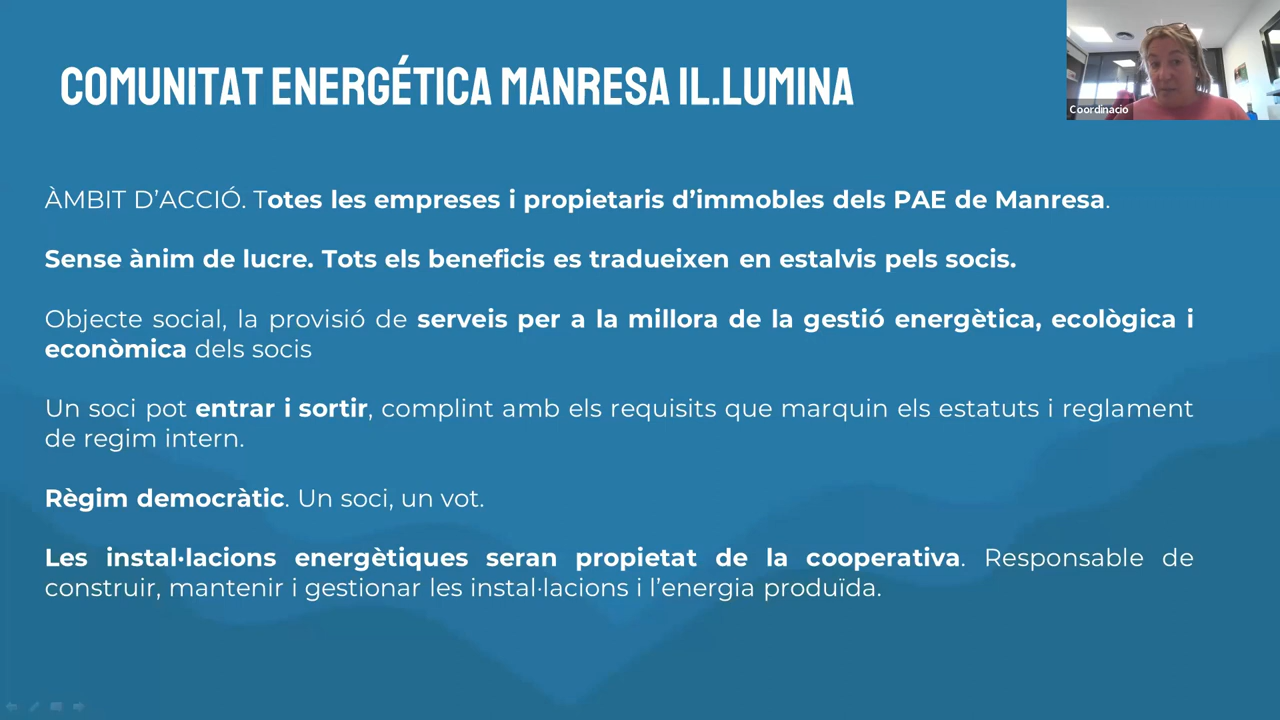 COMUNITAT ENERGÉTICA MANRESA IL.LUMINA
Coordinacio
ÀMBIT D’ACCIÓ. Totes les empreses i propietaris d’immobles dels PAE de Manresa.
Sense ànim de lucre. Tots els beneficis es tradueixen en estalvis pels socis.
Objecte social, la provisió de serveis per a la millora de la gestió energètica, ecològica i
econòmica dels socis
Un soci pot entrar i sortir, complint amb els requisits que marquin els estatuts i reglament
de regim intern.
Règim democràtic. Un soci, un vot.
Les instal·lacions energètiques seran propietat de la cooperativa. Responsable de
construir, mantenir i gestionar les instal·lacions i l’energia produïda.